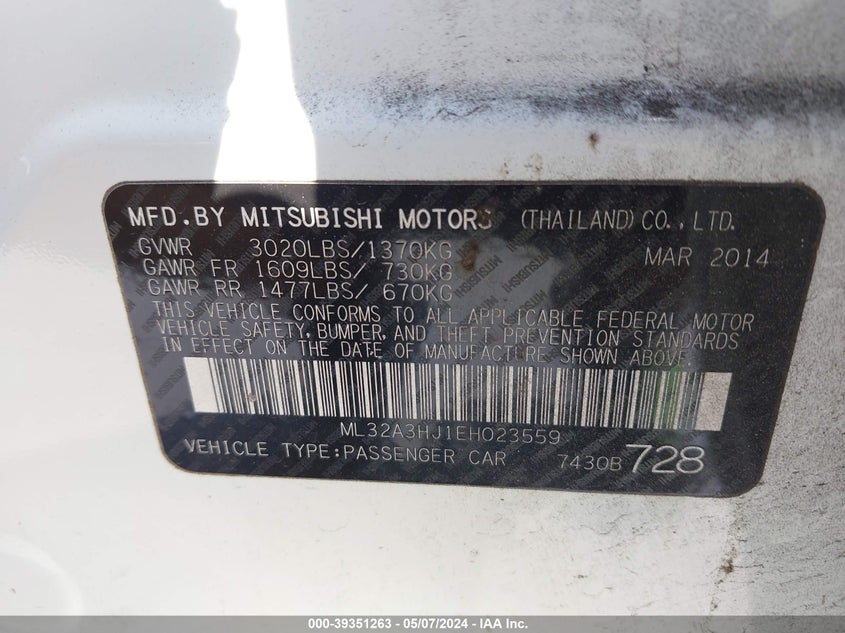 MFD.BY MITSUBISHI MOTORS (THAILAND)CO.,LTD.
GVWR 3020LBS/1370KG MAR 2014
GAWR FR 1609LBS/ 730KG
GAWR RR 1477LBS/ 670KG
THIS VEHICLE CONFORMS TO ALL APPLICABLE FEDERAL MOTOR
VEHICLE SAFETY, BUMPER, AND THEFT PREVENTION STANDARDS
IN EFFECT ON THE DATE OF MANUFACTURE SHOWN ABOVE.
ML32A3HJ1EH023559
VEHICLE TYPE:PASSENGER CAR 7430B 728
000-39351263 - 05/07/2024 - IAA Inc.